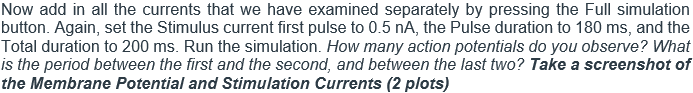 Now add in all the currents that we have examined separately by pressing the Full simulation
button. Again, set the Stimulus current first pulse to 0.5 nA, the Pulse duration to 180 ms, and the
Total duration to 200 ms. Run the simulation. How many action potentials do you observe? What
is the period between the first and the second, and between the last two? Take a screenshot of
the Membrane Potential and Stimulation Currents (2 plots)